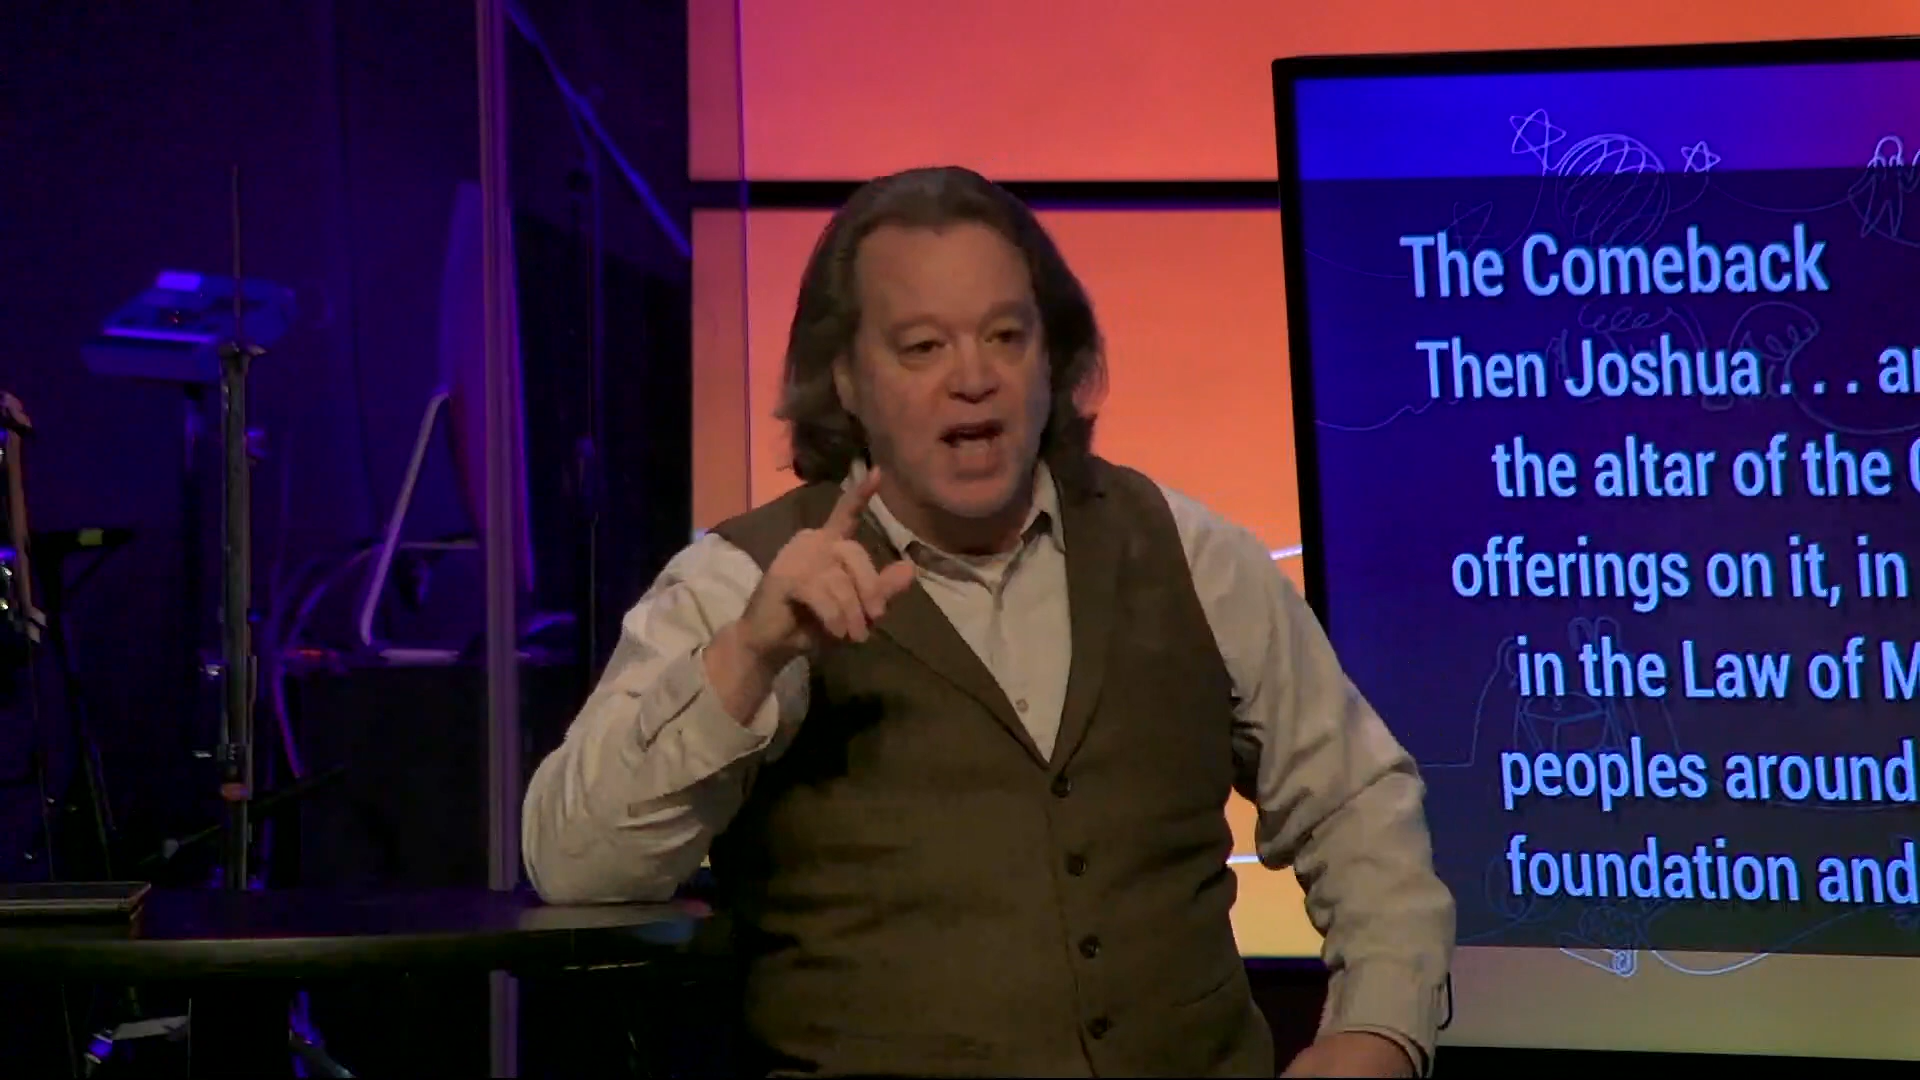 The Comeback
Then Joshua . . .
the altar of the
offerings on it, in
in the Law of
peoples around
foundation and